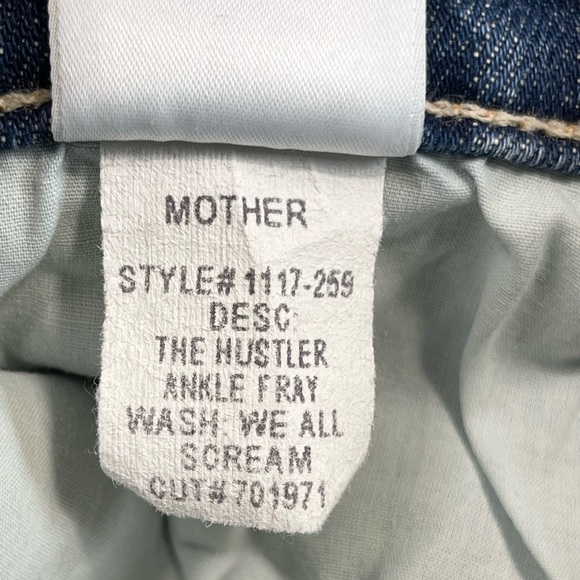 MOTHER
STYLE# 1117-259
DESC:
THE HUSTLER
ANKLE FRAY
WASH: WE ALL
SCREAM
CUT# 701971